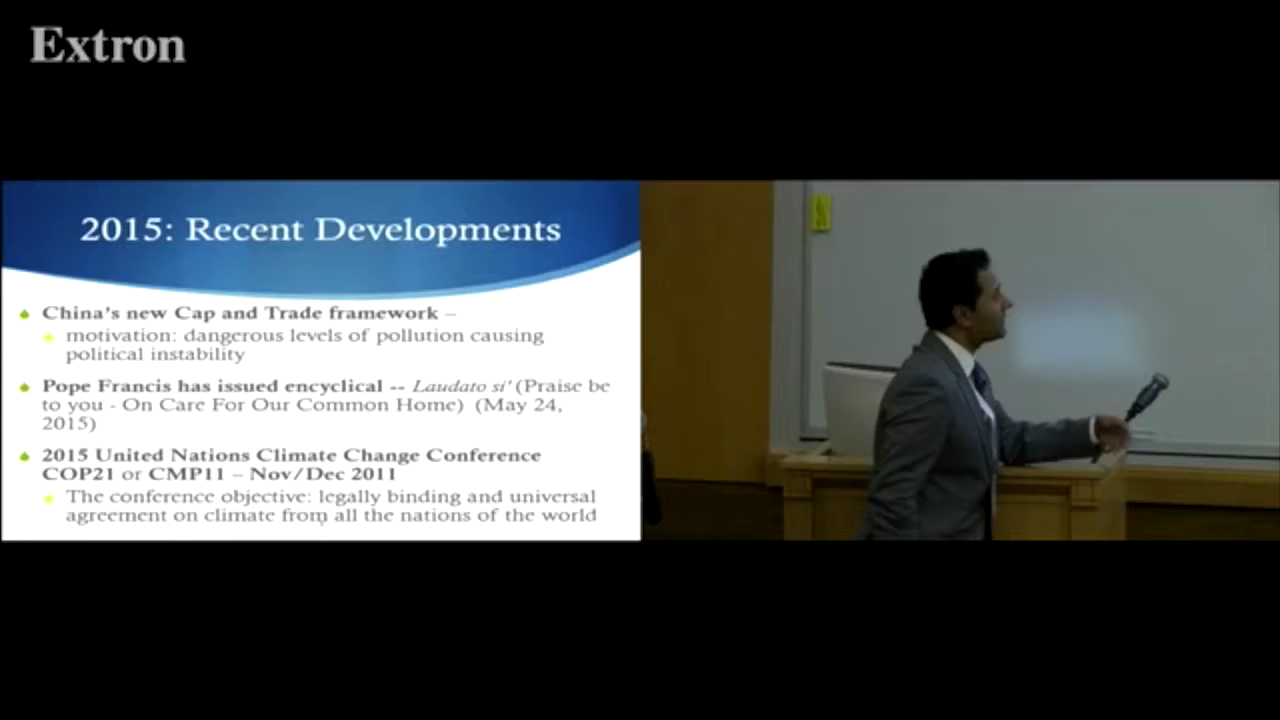 Extron
2015: Recent Developments
China's new Cap and Trade framework –
motivation: dangerous levels of pollution causing
political instability
Pope Francis has issued encyclical -- Laudato si' (Praise be
to you - On Care For Our Common Home) (May 24,
2015)
2015 United Nations Climate Change Conference
COP21 or CMP11 – Nov/Dec 2011
The conference objective: legally binding and universal
agreement on climate from all the nations of the world